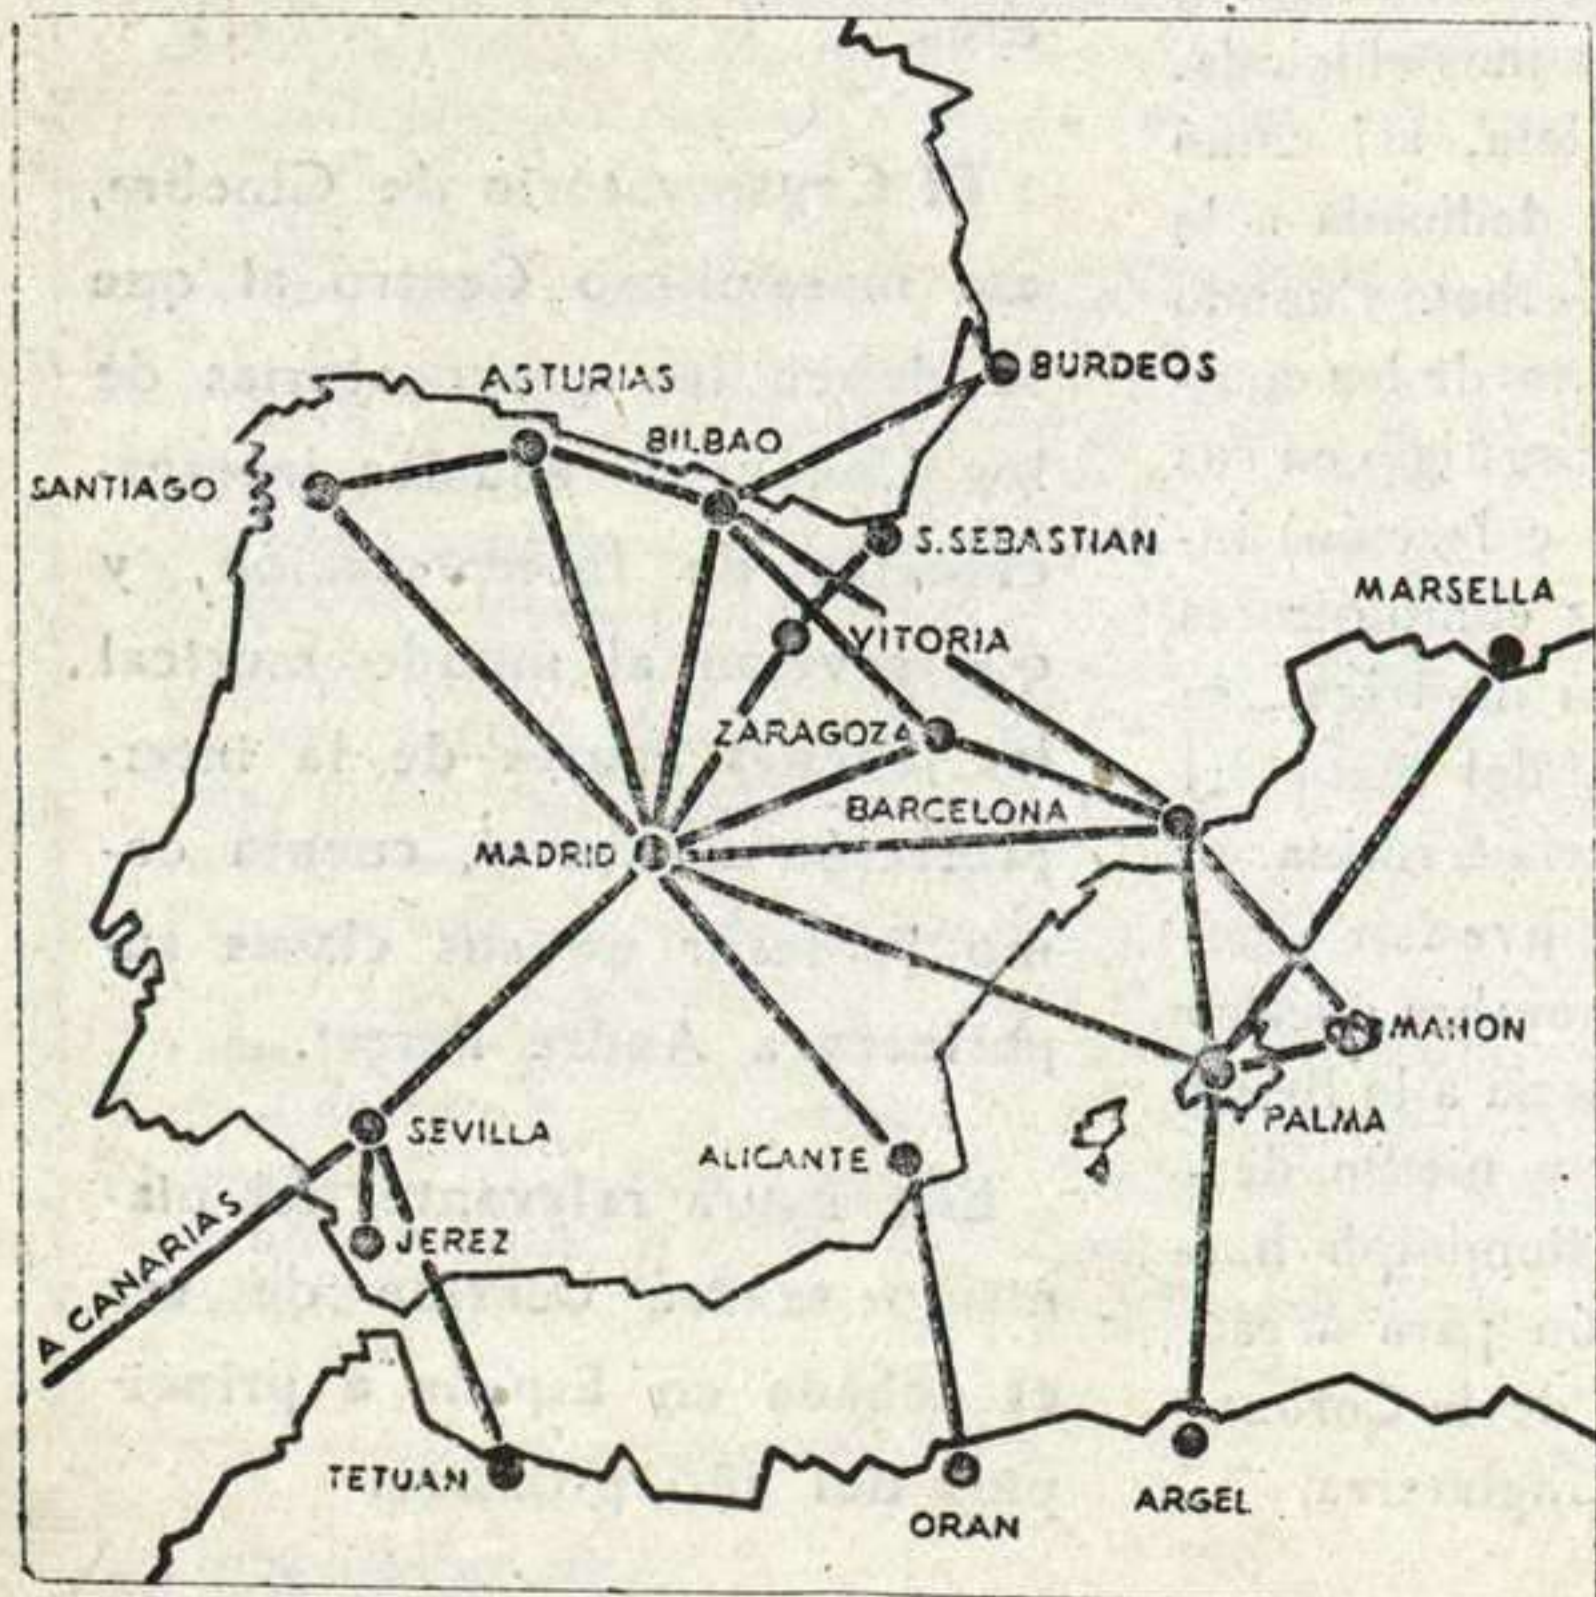 ASTURIAS
BURDEOS
BILBAO
SANTIAGO
S.SEBASTIAN
MARSELLA
VITORIA
ZARAGOZA
BARCELONA
MADRID
MAHON
PALMA
SEVILLA
ALICANTE
A CANARIAS
JEREZ
TETUAN
ORAN
ARGEL